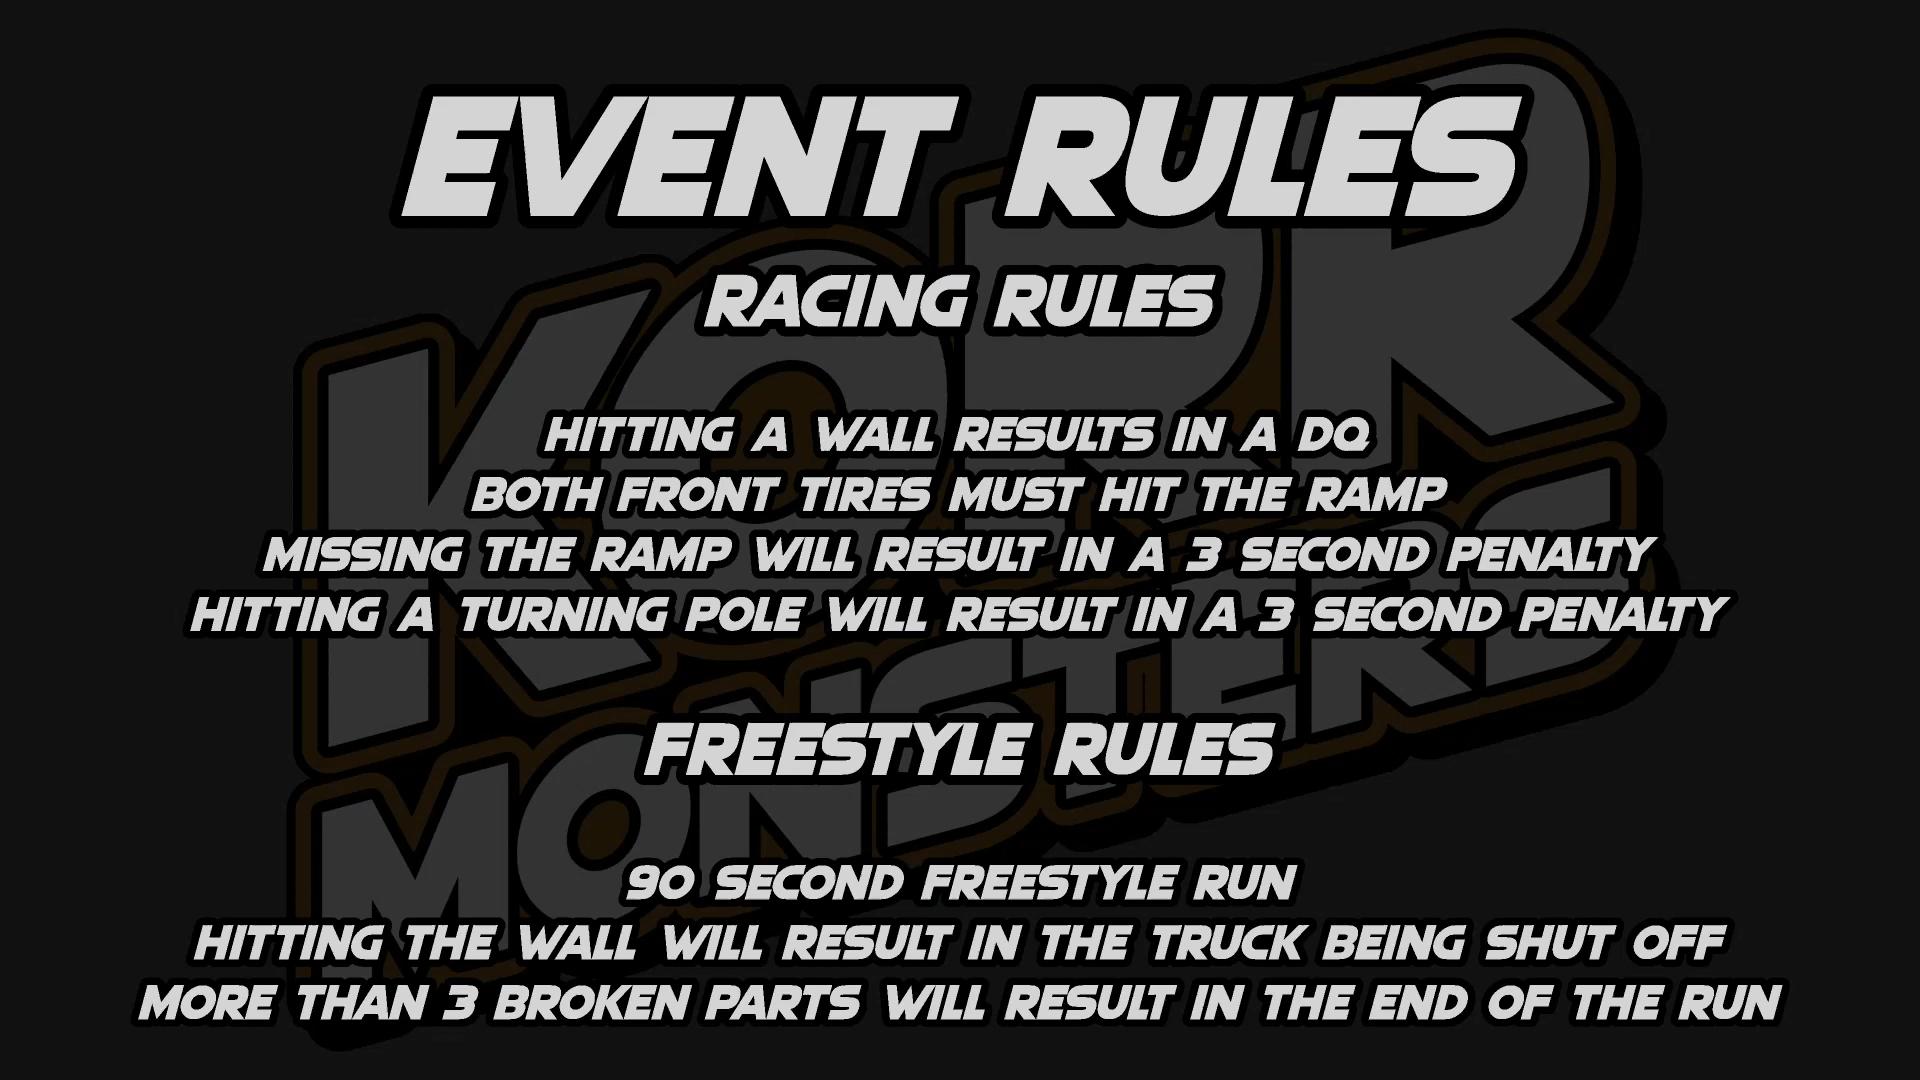 EVENT RULES
RACING RULES
HITTING A WALL RESULTS IN A DQ
BOTH FRONT TIRES MUST HIT THE RAMP
MISSING THE RAMP WILL RESULT IN A 3 SECOND PENALTY
HITTING A TURNING POLE WILL RESULT IN A 3 SECOND PENALTY
FREESTYLE RULES
90 SECOND FREESTYLE RUN
HITTING THE WALL WILL RESULT IN THE TRUCK BEING SHUT OFF
MORE THAN 3 BROKEN PARTS WILL RESULT IN THE END OF THE RUN
MONSTERS